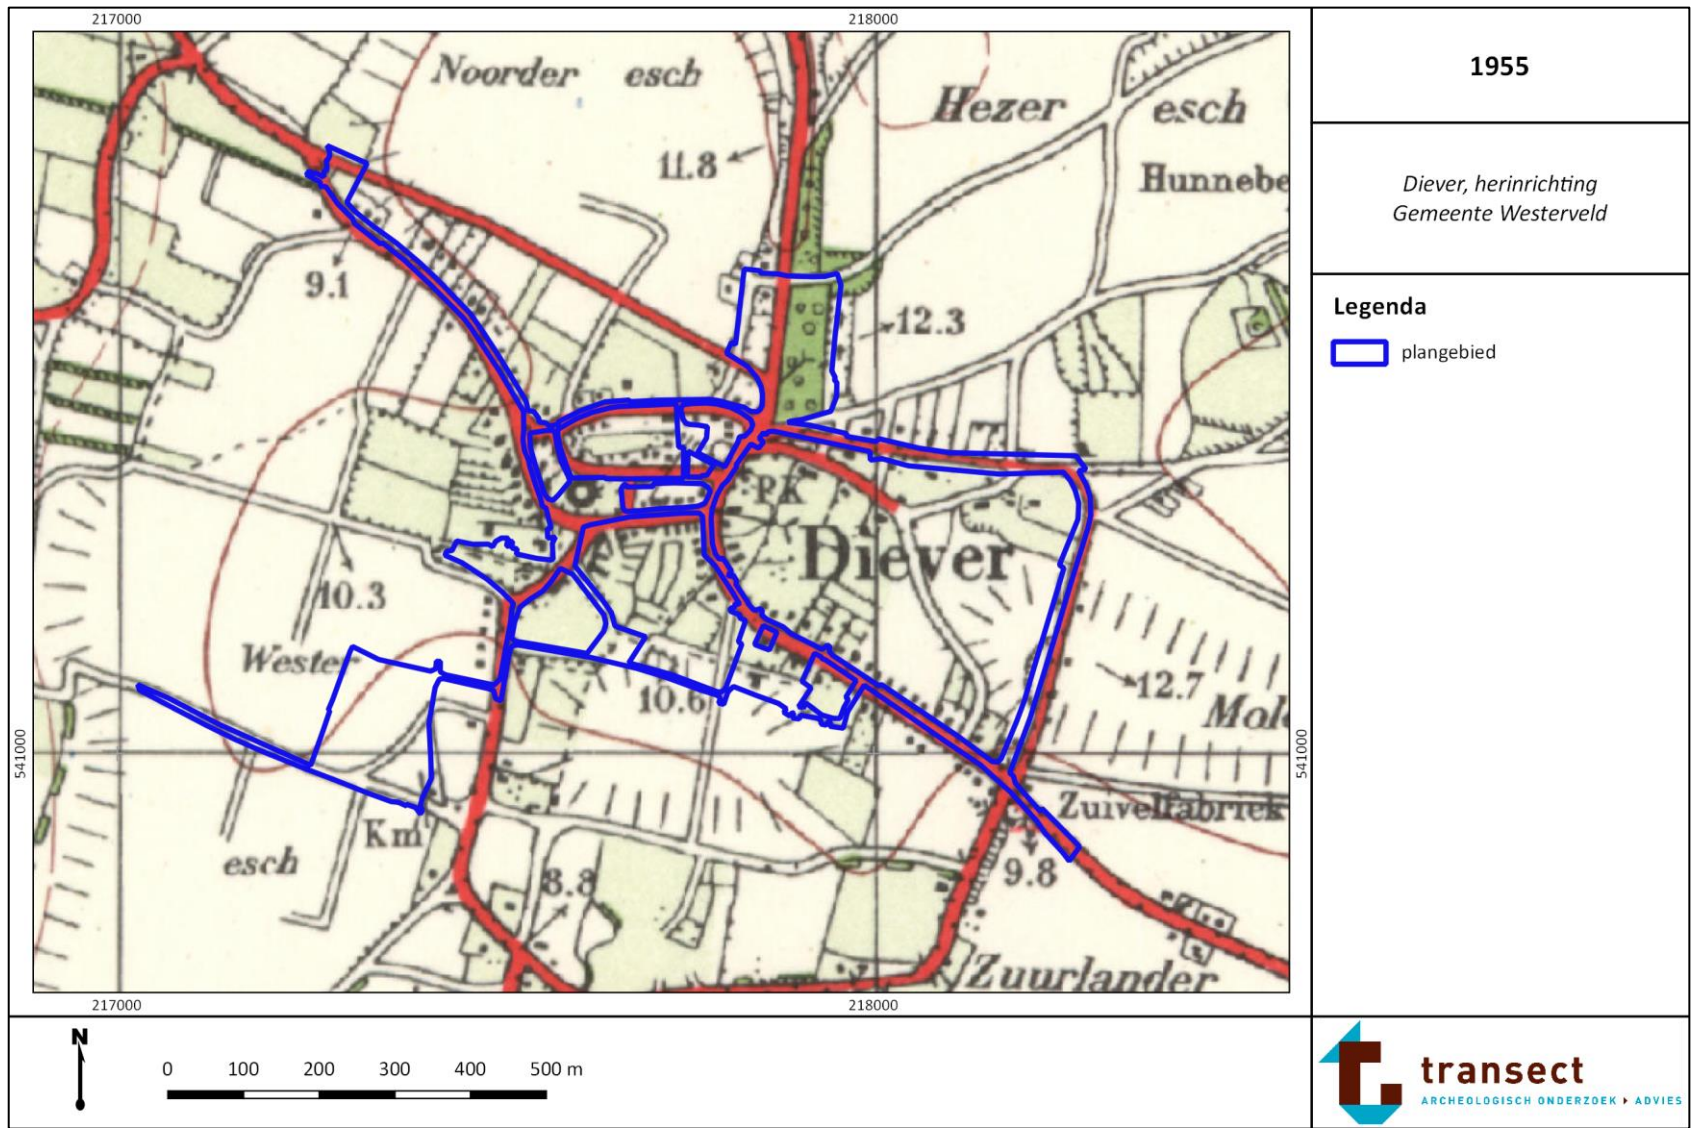 217000
218000
Noorder esch
Hezer esch
11.8
Hunnebe
9.1
12.3
PK
Diever
10.3
Wester
10.6
12.7
Mol
541000
541000
Zuivelfabriek
Km
esch
8.8
9.8
Zuurlander
217000
218000
1955
Diever, herinrichting
Gemeente Westerveld
Legenda
plangebied
N
0 100 200 300 400 500 m
transect
ARCHEOLOGISCH ONDERZOEK ▸ ADVIES